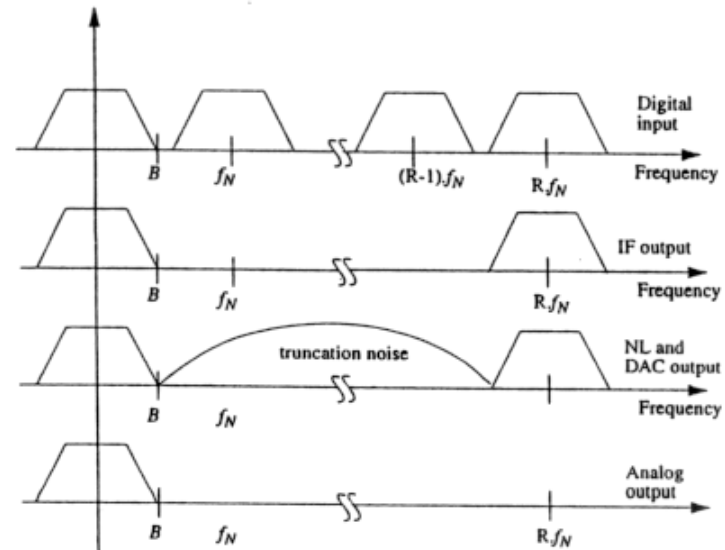 Digital
input
B
f_N
(R-1).f_N
R.f_N
Frequency
IF output
B
f_N
R.f_N
Frequency
truncation noise
NL and
DAC output
B
f_N
Frequency
Analog
output
B
f_N
R.f_N